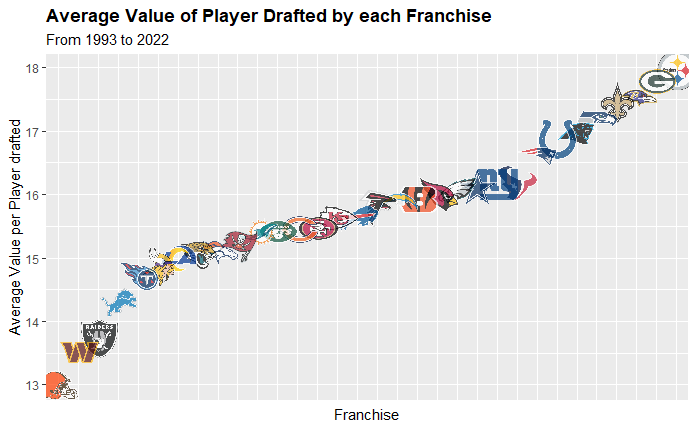 Average Value of Player Drafted by each Franchise
From 1993 to 2022
Average Value per Player drafted
18
17
16
15
14
13
RAIDERS
Franchise